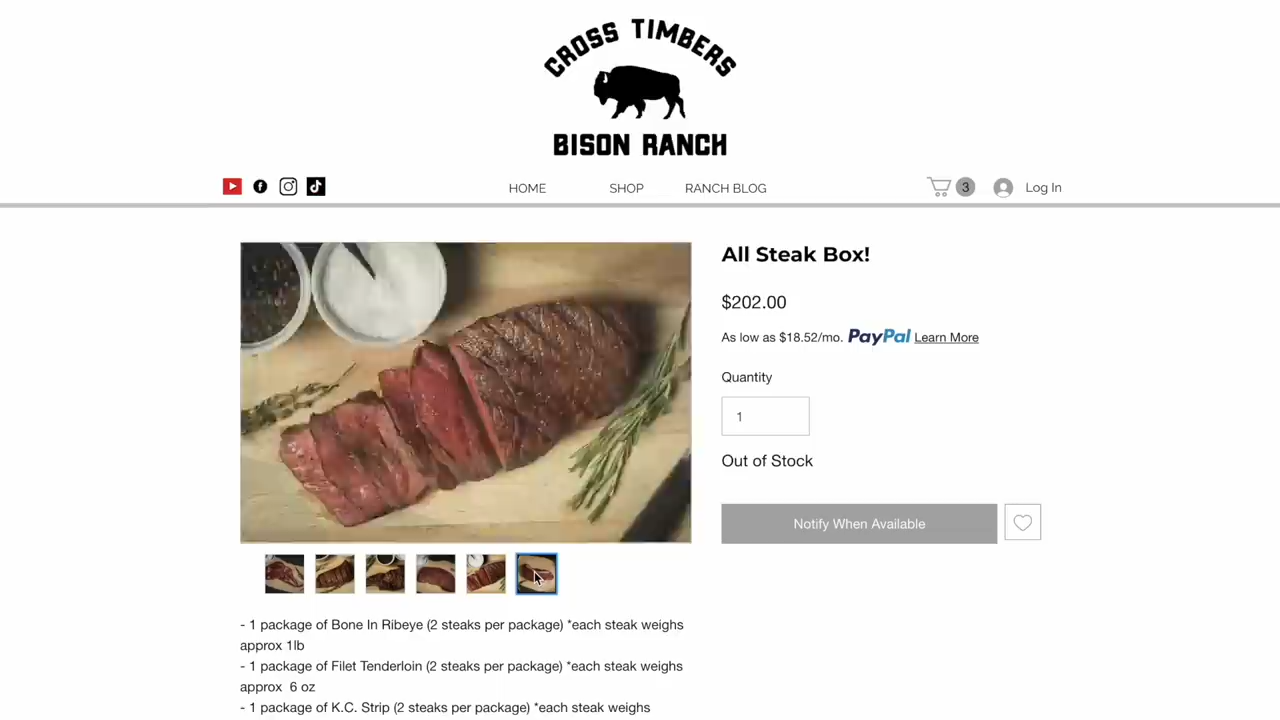 CROSS TIMBERS
BISON RANCH
HOME
SHOP
RANCH BLOG
3
Log In
All Steak Box!
$202.00
As low as $18.52/mo. PayPal Learn More
Quantity
1
Out of Stock
Notify When Available
- 1 package of Bone In Ribeye (2 steaks per package) *each steak weighs
approx 1lb
- 1 package of Filet Tenderloin (2 steaks per package) *each steak weighs
approx  6 oz
- 1 package of K.C. Strip (2 steaks per package) *each steak weighs